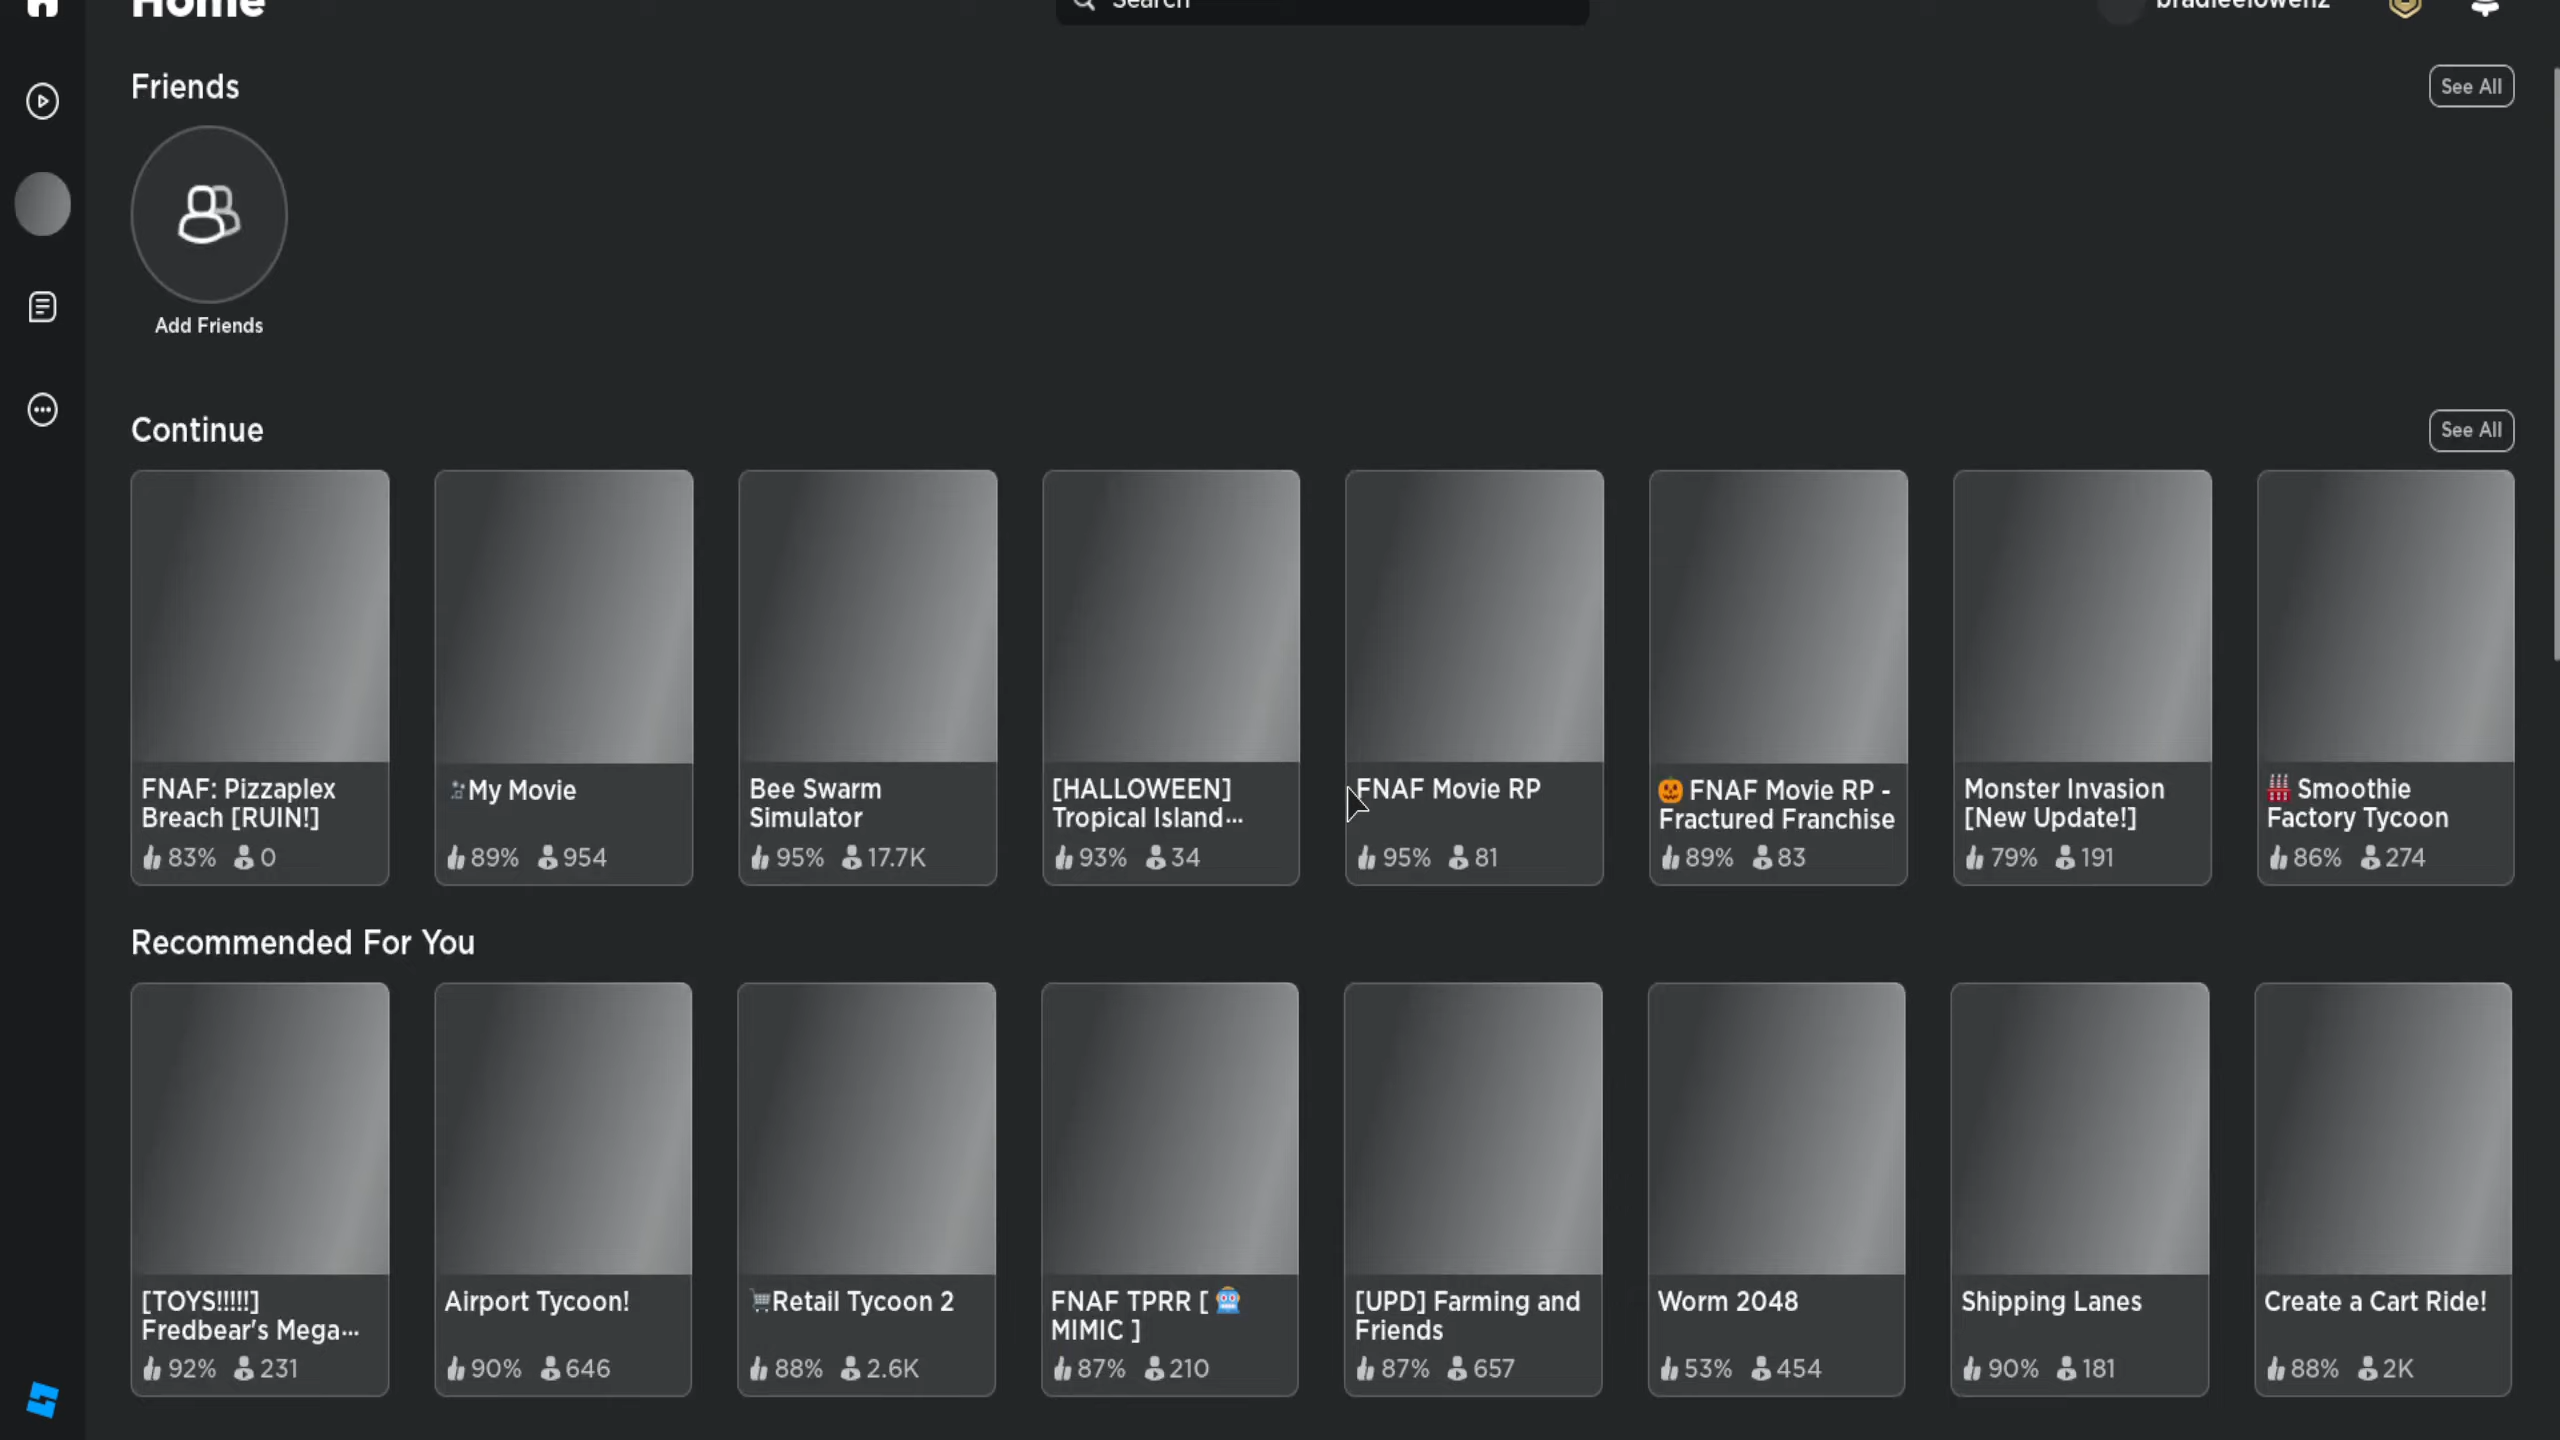 Home
Search
bradleelowenz
Friends
See All
Add Friends
Continue
See All
FNAF: Pizzaplex
Breach [RUIN!]
83% 0
My Movie
89% 954
Bee Swarm
Simulator
95% 17.7K
[HALLOWEEN]
Tropical Island...
93% 34
FNAF Movie RP
95% 81
🎃 FNAF Movie RP -
Fractured Franchise
89% 83
Monster Invasion
[New Update!]
79% 191
Smoothie
Factory Tycoon
86% 274
Recommended For You
[TOYS!!!!!]
Fredbear's Mega...
92% 231
Airport Tycoon!
90% 646
🛒Retail Tycoon 2
88% 2.6K
FNAF TPRR [ 🤖
MIMIC ]
87% 210
[UPD] Farming and
Friends
87% 657
Worm 2048
53% 454
Shipping Lanes
90% 181
Create a Cart Ride!
88% 2K